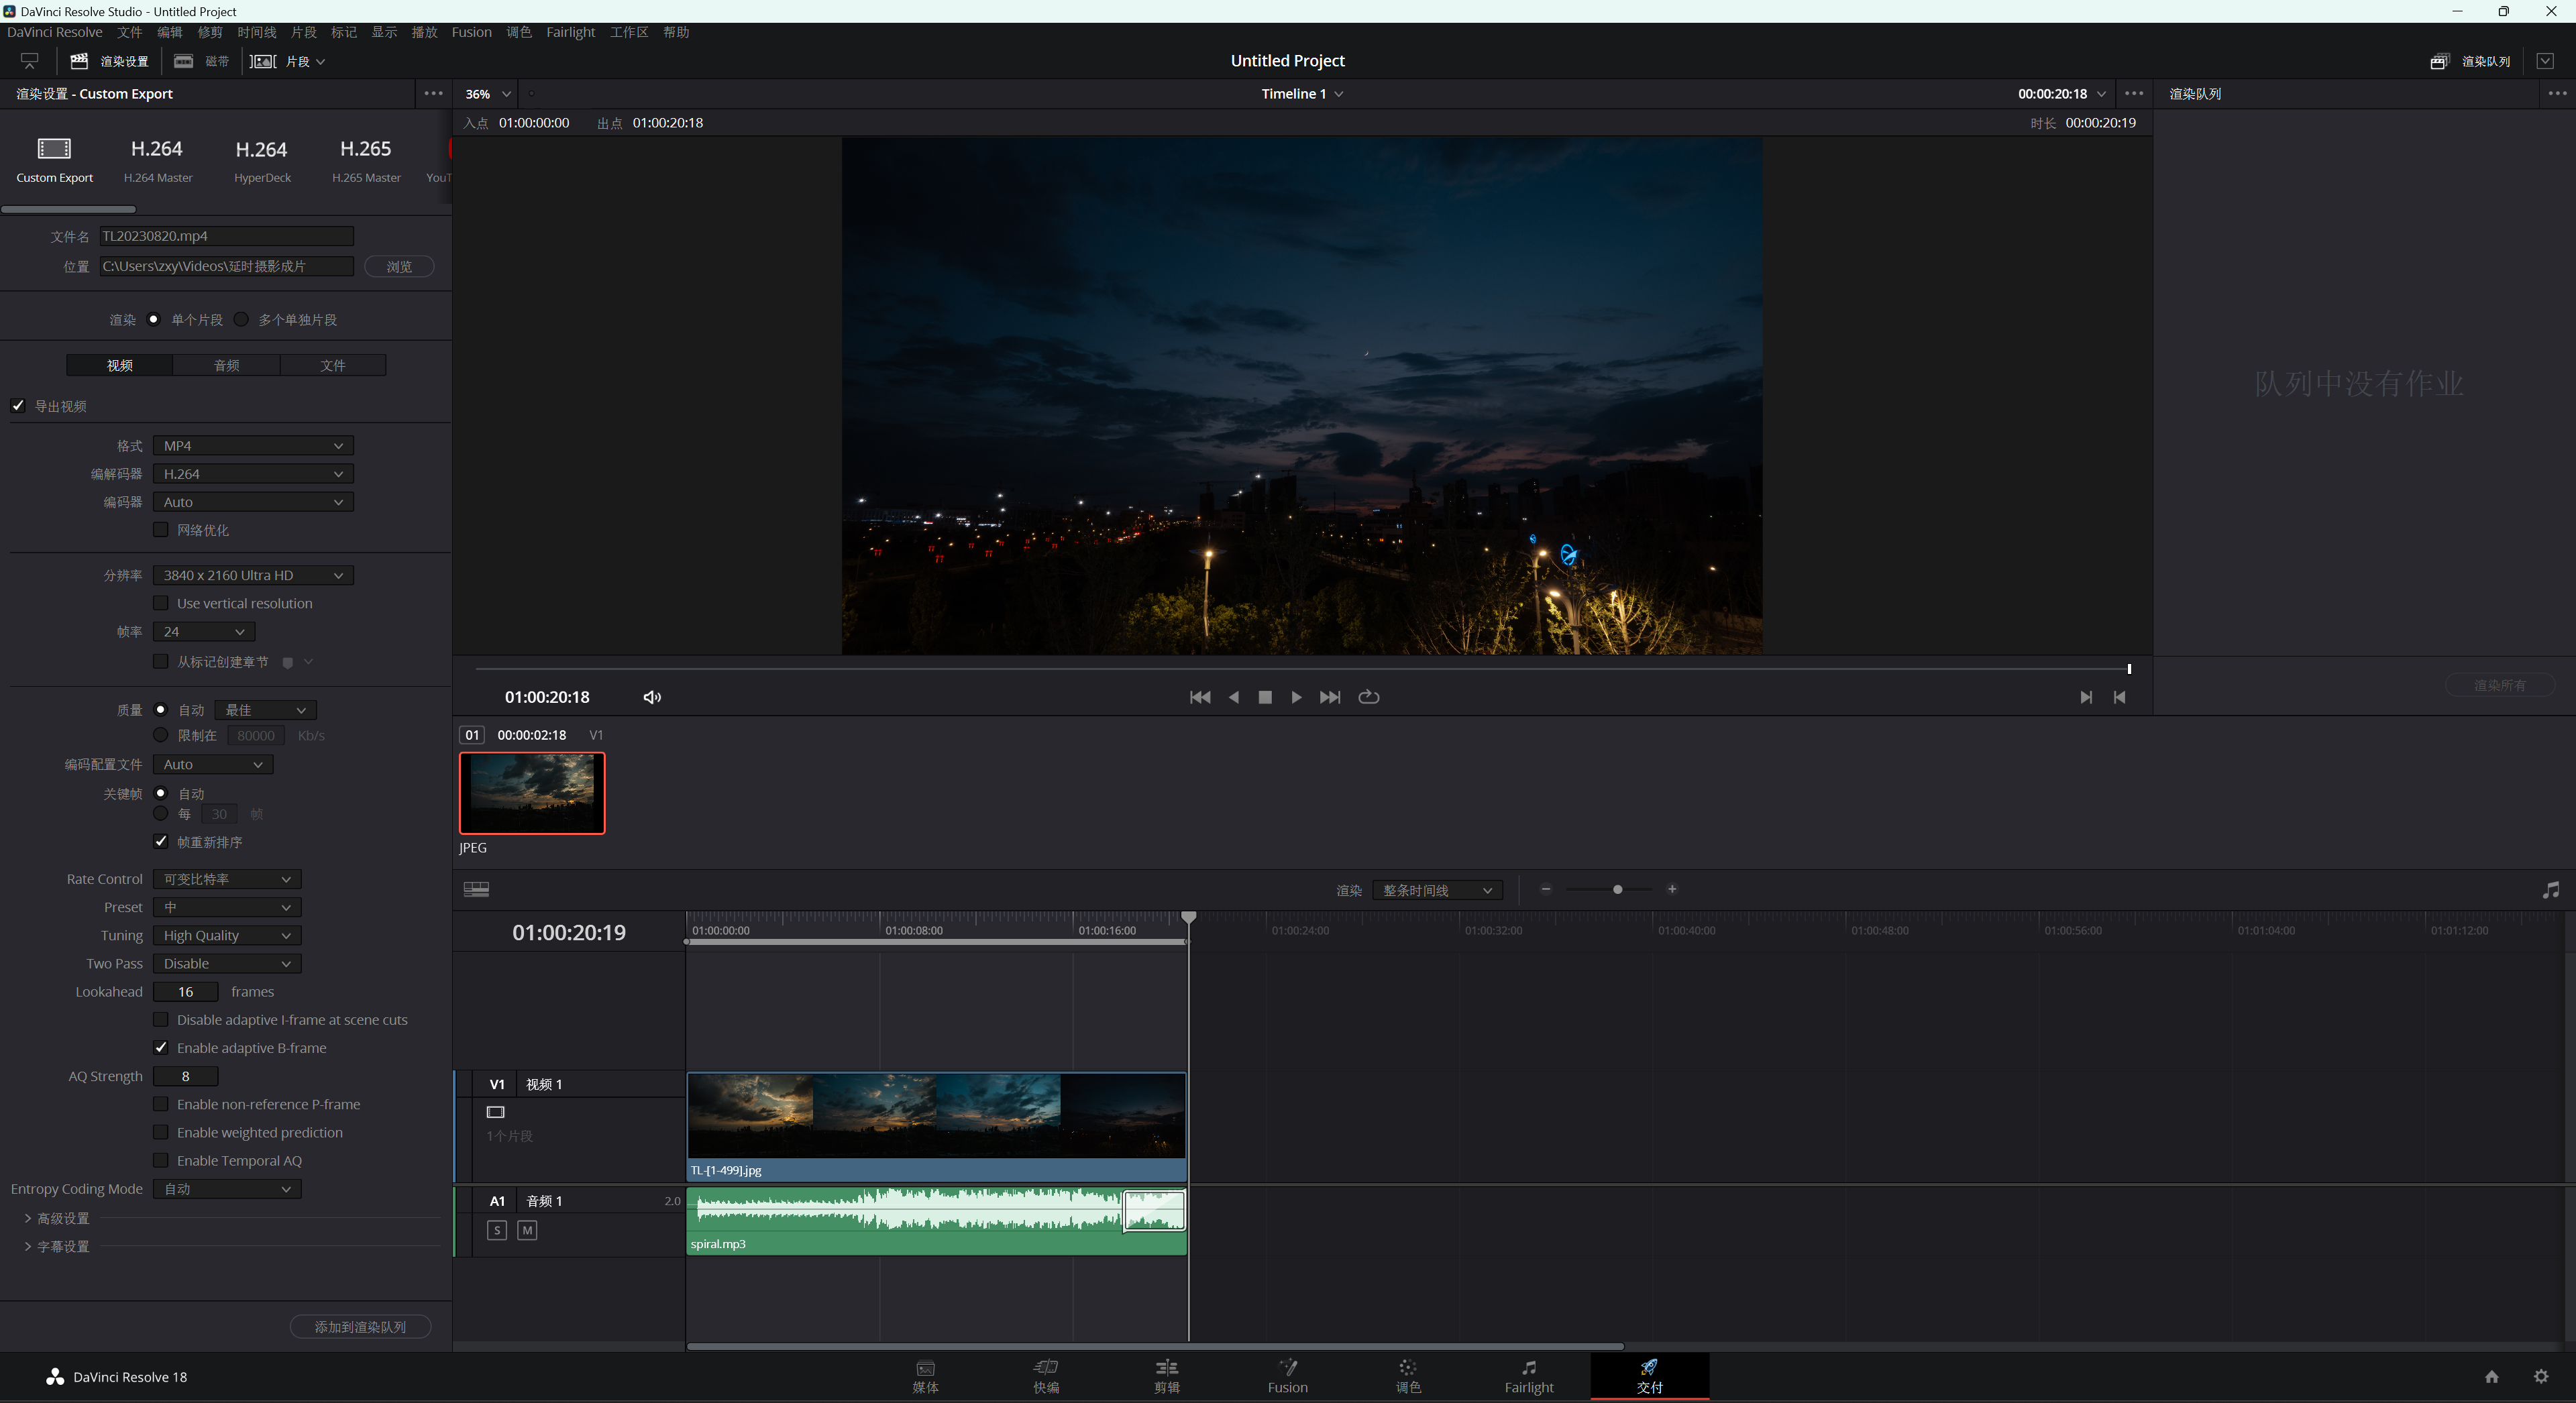 DaVinci Resolve Studio - Untitled Project
DaVinci Resolve 文件 编辑 修剪 时间线 片段 标记 显示 播放 Fusion 调色 Fairlight 工作区 帮助
渲染设置 磁带 片段 Untitled Project 渲染队列
渲染设置 - Custom Export 36% Timeline 1 00:00:20:18 渲染队列
入点 01:00:00:00 出点 01:00:20:18 时长 00:00:20:19
H.264 H.264 H.265
Custom Export H.264 Master HyperDeck H.265 Master YouT
文件名 TL20230820.mp4
位置 C:\Users\zxy\Videos\延时摄影成片 浏览
渲染 单个片段 多个单独片段
视频 音频 文件
队列中没有作业
导出视频
格式 MP4
编解码器 H.264
编码器 Auto
网络优化
分辨率 3840 x 2160 Ultra HD
Use vertical resolution
帧率 24
从标记创建章节
渲染所有
01:00:20:18
质量 自动 最佳
限制在 80000 Kb/s
01 00:00:02:18 V1
编码配置文件 Auto
关键帧 自动
每 30 帧
帧重新排序
JPEG
Rate Control 可变比特率
渲染 整条时间线
Preset 中
Tuning High Quality
01:00:20:19
01:00:00:00 01:00:08:00 01:00:16:00 01:00:24:00 01:00:32:00 01:00:40:00 01:00:48:00 01:00:56:00 01:01:04:00 01:01:12:00
Two Pass Disable
Lookahead 16 frames
Disable adaptive I-frame at scene cuts
Enable adaptive B-frame
AQ Strength 8
V1 视频 1
Enable non-reference P-frame
Enable weighted prediction
1个片段
Enable Temporal AQ
TL-[1-499].jpg
Entropy Coding Mode 自动
A1 音频 1 2.0
高级设置
S M
字幕设置
spiral.mp3
添加到渲染队列
DaVinci Resolve 18
媒体 快编 剪辑 Fusion 调色 Fairlight 交付